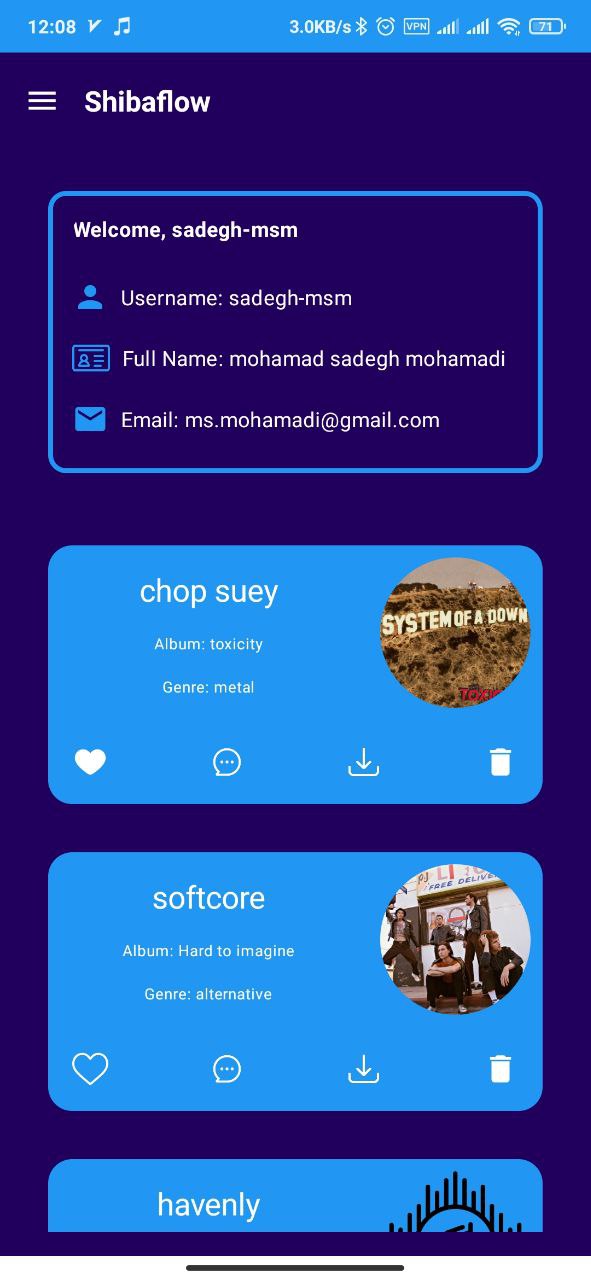 12:08 3.0KB/s VPN 71
Shibaflow
Welcome, sadegh-msm
Username: sadegh-msm
Full Name: mohamad sadegh mohamadi
Email: ms.mohamadi@gmail.com
chop suey
Album: toxicity
Genre: metal
SYSTEM OF A DOWN
softcore
Album: Hard to imagine
Genre: alternative
FREE DELIVE
havenly